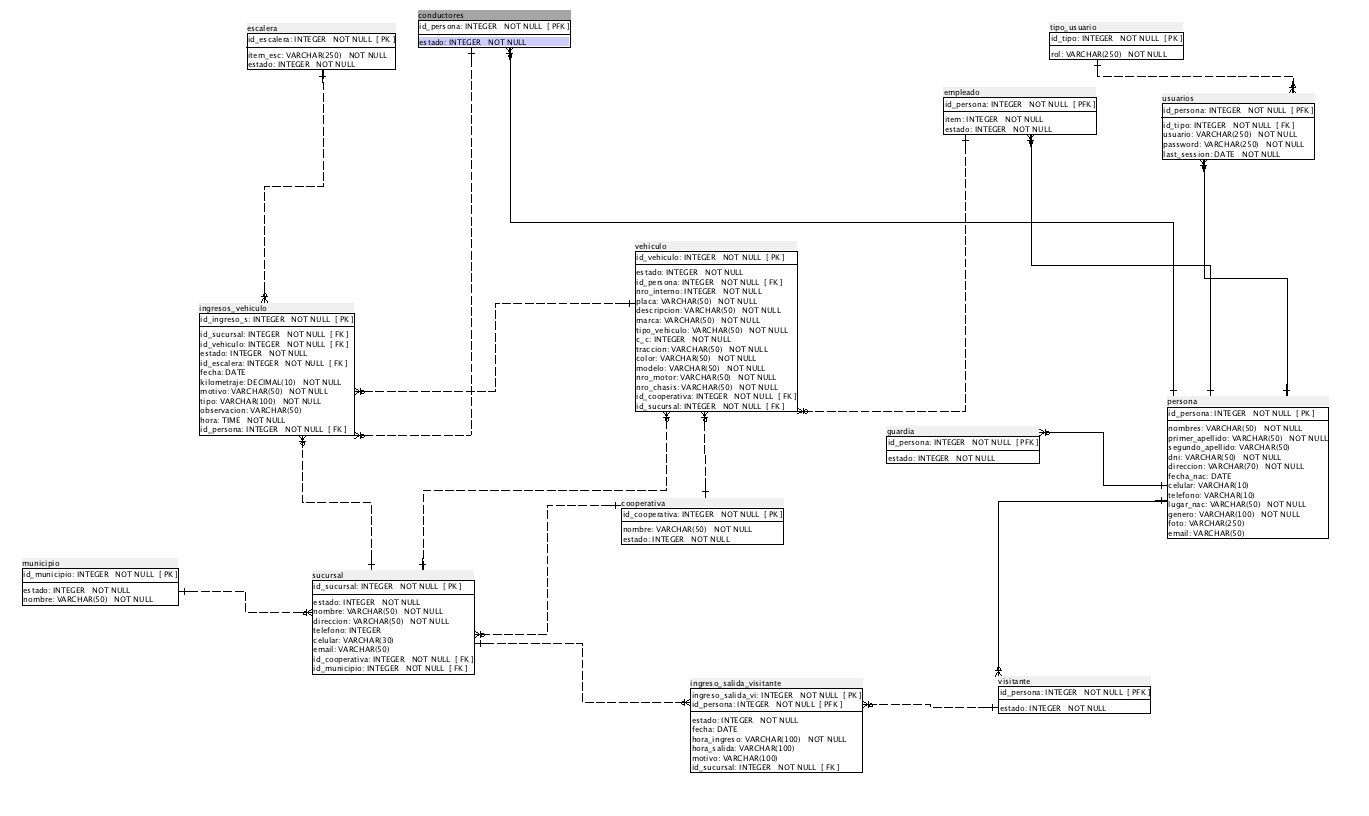 escalera
id_escalera: INTEGER NOT NULL [ PK ]
item_esc: VARCHAR(250) NOT NULL
estado: INTEGER NOT NULL
conductores
id_persona: INTEGER NOT NULL [ PFK ]
estado: INTEGER NOT NULL
tipo_usuario
id_tipo: INTEGER NOT NULL [ PK ]
rol: VARCHAR(250) NOT NULL
empleado
id_persona: INTEGER NOT NULL [ PFK ]
item: INTEGER NOT NULL
estado: INTEGER NOT NULL
usuarios
id_persona: INTEGER NOT NULL [ PFK ]
id_tipo: INTEGER NOT NULL [ FK ]
usuario: VARCHAR(250) NOT NULL
password: VARCHAR(250) NOT NULL
last_session: DATE NOT NULL
vehiculo
id_vehiculo: INTEGER NOT NULL [ PK ]
estado: INTEGER NOT NULL
id_persona: INTEGER NOT NULL [ FK ]
nro_interno: INTEGER NOT NULL
placa: VARCHAR(50) NOT NULL
descripcion: VARCHAR(50) NOT NULL
marca: VARCHAR(50) NOT NULL
tipo_vehiculo: VARCHAR(50) NOT NULL
c_c: INTEGER NOT NULL
traccion: VARCHAR(50) NOT NULL
color: VARCHAR(50) NOT NULL
modelo: VARCHAR(50) NOT NULL
nro_motor: VARCHAR(50) NOT NULL
nro_chasis: VARCHAR(50) NOT NULL
id_cooperativa: INTEGER NOT NULL [ FK ]
id_sucursal: INTEGER NOT NULL [ FK ]
ingresos_vehiculo
id_ingreso_s: INTEGER NOT NULL [ PK ]
id_sucursal: INTEGER NOT NULL [ FK ]
id_vehiculo: INTEGER NOT NULL [ FK ]
estado: INTEGER NOT NULL
id_escalera: INTEGER NOT NULL [ FK ]
fecha: DATE
kilometraje: DECIMAL(10) NOT NULL
motivo: VARCHAR(50) NOT NULL
tipo: VARCHAR(100) NOT NULL
observacion: VARCHAR(50)
hora: TIME NOT NULL
id_persona: INTEGER NOT NULL [ FK ]
persona
id_persona: INTEGER NOT NULL [ PK ]
nombres: VARCHAR(50) NOT NULL
primer_apellido: VARCHAR(50) NOT NULL
segundo_apellido: VARCHAR(50)
dni: VARCHAR(50) NOT NULL
direccion: VARCHAR(70) NOT NULL
fecha_nac: DATE
celular: VARCHAR(10)
telefono: VARCHAR(10)
lugar_nac: VARCHAR(50) NOT NULL
genero: VARCHAR(100) NOT NULL
foto: VARCHAR(250)
email: VARCHAR(50)
guardia
id_persona: INTEGER NOT NULL [ PFK ]
estado: INTEGER NOT NULL
cooperativa
id_cooperativa: INTEGER NOT NULL [ PK ]
nombre: VARCHAR(50) NOT NULL
estado: INTEGER NOT NULL
municipio
id_municipio: INTEGER NOT NULL [ PK ]
estado: INTEGER NOT NULL
nombre: VARCHAR(50) NOT NULL
sucursal
id_sucursal: INTEGER NOT NULL [ PK ]
estado: INTEGER NOT NULL
nombre: VARCHAR(50) NOT NULL
direccion: VARCHAR(50) NOT NULL
telefono: INTEGER
celular: VARCHAR(30)
email: VARCHAR(50)
id_cooperativa: INTEGER NOT NULL [ FK ]
id_municipio: INTEGER NOT NULL [ FK ]
ingreso_salida_visitante
ingreso_salida_vi: INTEGER NOT NULL [ PK ]
id_persona: INTEGER NOT NULL [ PFK ]
estado: INTEGER NOT NULL
fecha: DATE
hora_ingreso: VARCHAR(100) NOT NULL
hora_salida: VARCHAR(100)
motivo: VARCHAR(100)
id_sucursal: INTEGER NOT NULL [ FK ]
visitante
id_persona: INTEGER NOT NULL [ PFK ]
estado: INTEGER NOT NULL